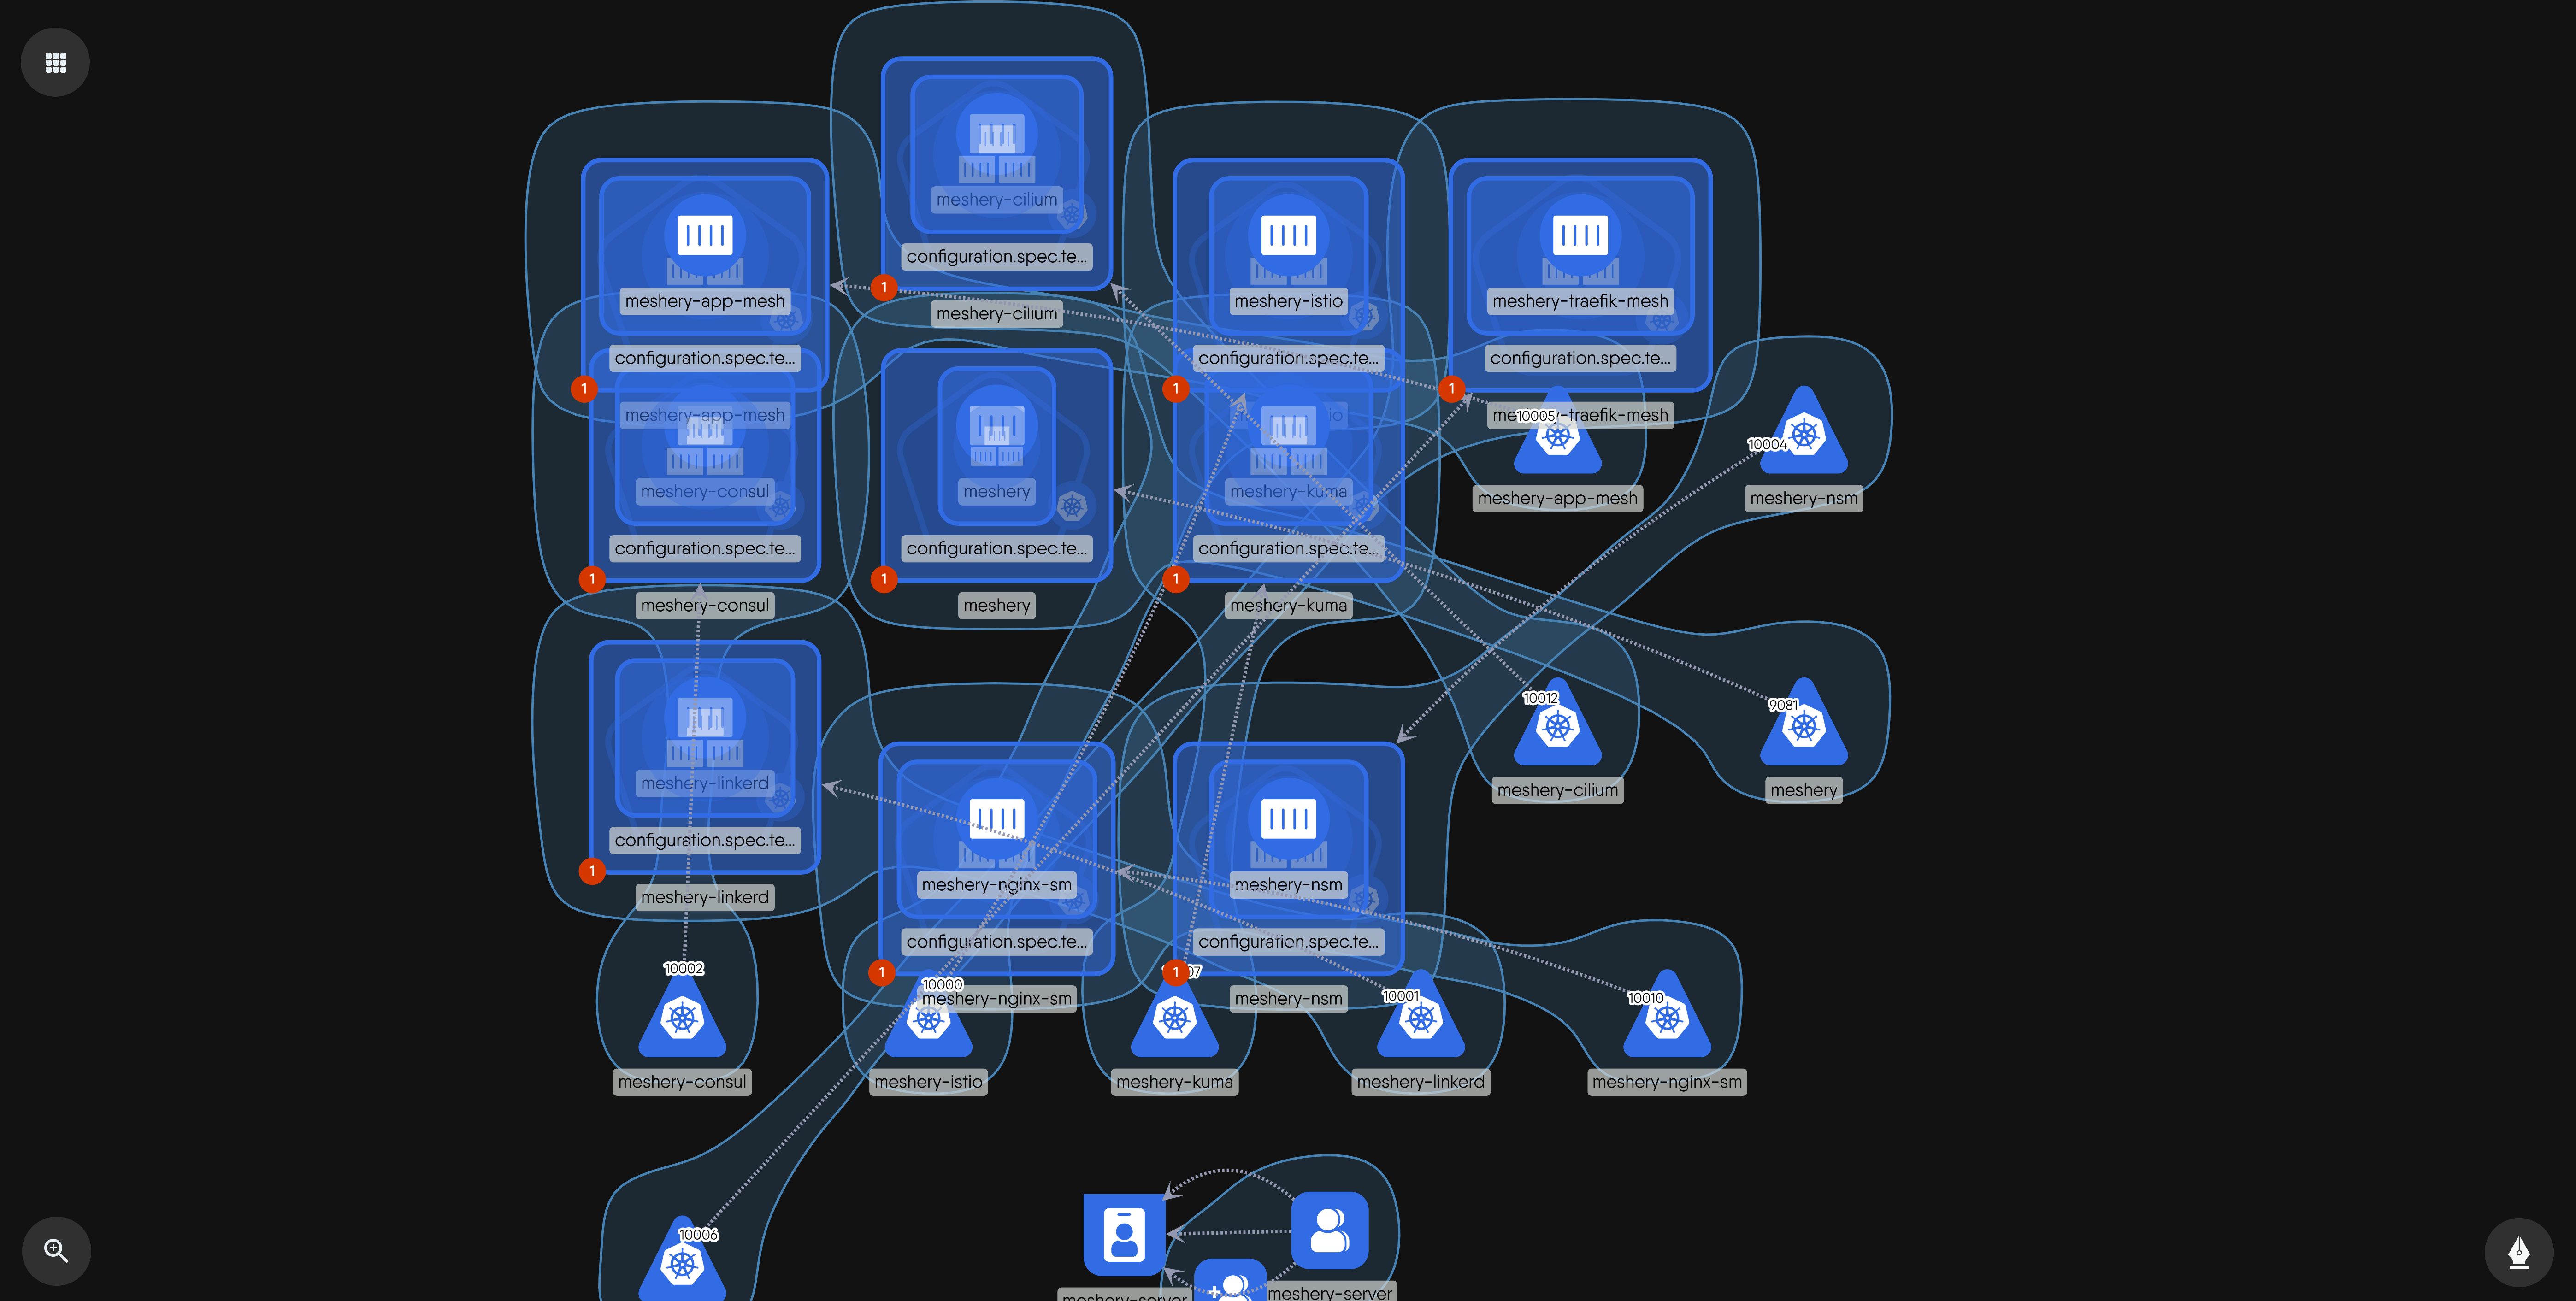 meshery-cilium
configuration.spec.te...
1
meshery-cilium
meshery-app-mesh
configuration.spec.te...
1
meshery-app-mesh
meshery-istio
configuration.spec.te...
1
meshery-traefik-mesh
configuration.spec.te...
1
10005
-traefik-mesh
meshery-app-mesh
10004
meshery-nsm
meshery-consul
configuration.spec.te...
1
meshery-consul
meshery
configuration.spec.te...
1
meshery
meshery-kuma
configuration.spec.te...
1
meshery-kuma
10012
meshery-cilium
9081
meshery
meshery-linkerd
configuration.spec.te...
1
meshery-linkerd
meshery-nginx-sm
configuration.spec.te...
1
meshery-nginx-sm
meshery-nsm
configuration.spec.te...
1
meshery-nsm
10002
meshery-consul
10000
meshery-istio
meshery-kuma
10001
meshery-linkerd
10010
meshery-nginx-sm
10006
meshery-server
meshery-server